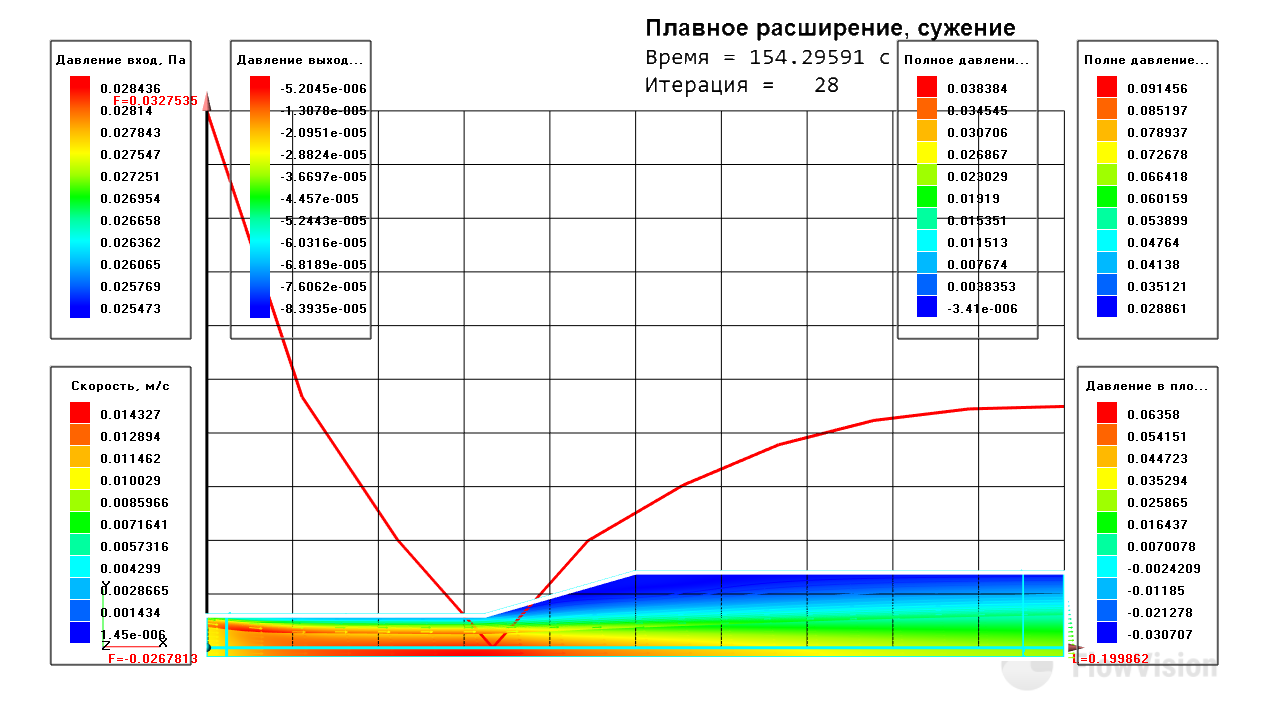 Плавное расширение, сужение
Время = 154.29591 с
Итерация = 28
Давление вход, Па
0.028436
F=0.0327535
0.02814
0.027843
0.027547
0.027251
0.026954
0.026658
0.026362
0.026065
0.025769
0.025473
Давление выход...
-5.2045e-006
-1.3078e-005
-2.0951e-005
-2.8824e-005
-3.6697e-005
-4.457e-005
-5.2443e-005
-6.0316e-005
-6.8189e-005
-7.6062e-005
-8.3935e-005
Полное давлени...
0.038384
0.034545
0.030706
0.026867
0.023029
0.01919
0.015351
0.011513
0.007674
0.0038353
-3.41e-006
Полне давление...
0.091456
0.085197
0.078937
0.072678
0.066418
0.060159
0.053899
0.04764
0.04138
0.035121
0.028861
Скорость, м/с
0.014327
0.012894
0.011462
0.010029
0.0085966
0.0071641
0.0057316
0.004299
0.0028665
0.001434
1.45e-006
Y
Z
X
F=-0.0267813
Давление в пло...
0.06358
0.054151
0.044723
0.035294
0.025865
0.016437
0.0070078
-0.0024209
-0.01185
-0.021278
-0.030707
L=0.199862
FlowVision